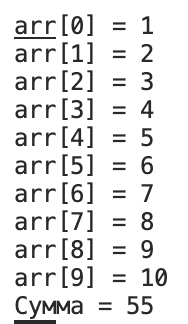 arr[0] = 1
arr[1] = 2
arr[2] = 3
arr[3] = 4
arr[4] = 5
arr[5] = 6
arr[6] = 7
arr[7] = 8
arr[8] = 9
arr[9] = 10
Сумма = 55